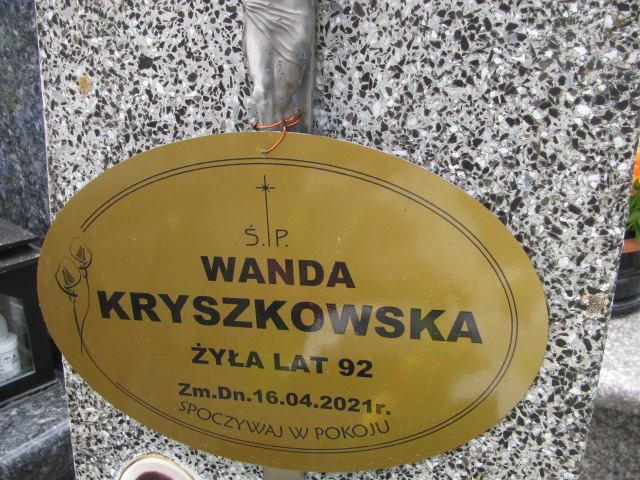 Ś.P.
WANDA
KRYSZKOWSKA
ŻYŁA LAT 92
Zm.Dn.16.04.2021r.
SPOCZYWAJ W POKOJU